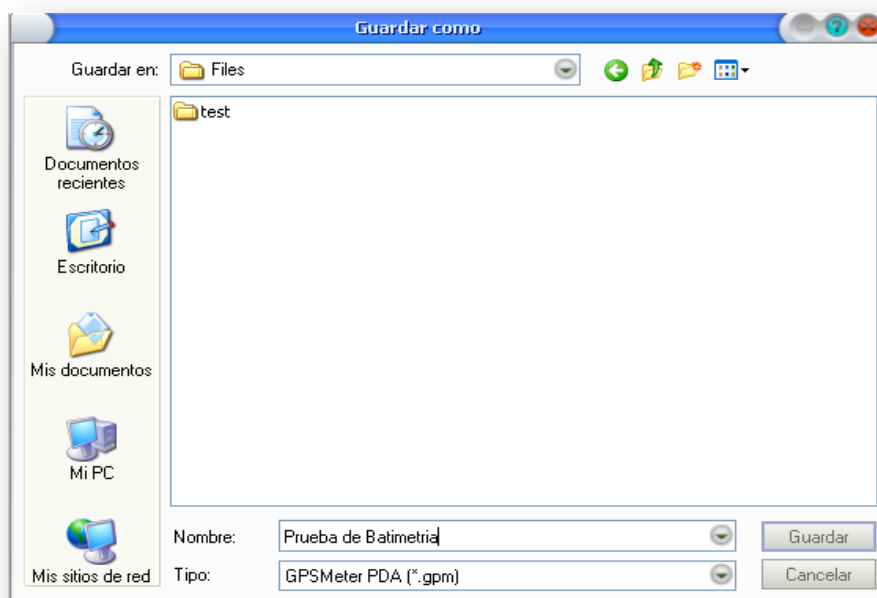 Guardar como
Guardar en:
Files
test
Documentos
recientes
Escritorio
Mis documentos
Mi PC
Mis sitios de red
Nombre:
Prueba de Batimetria
Guardar
Tipo:
GPSMeter PDA (*.gpm)
Cancelar